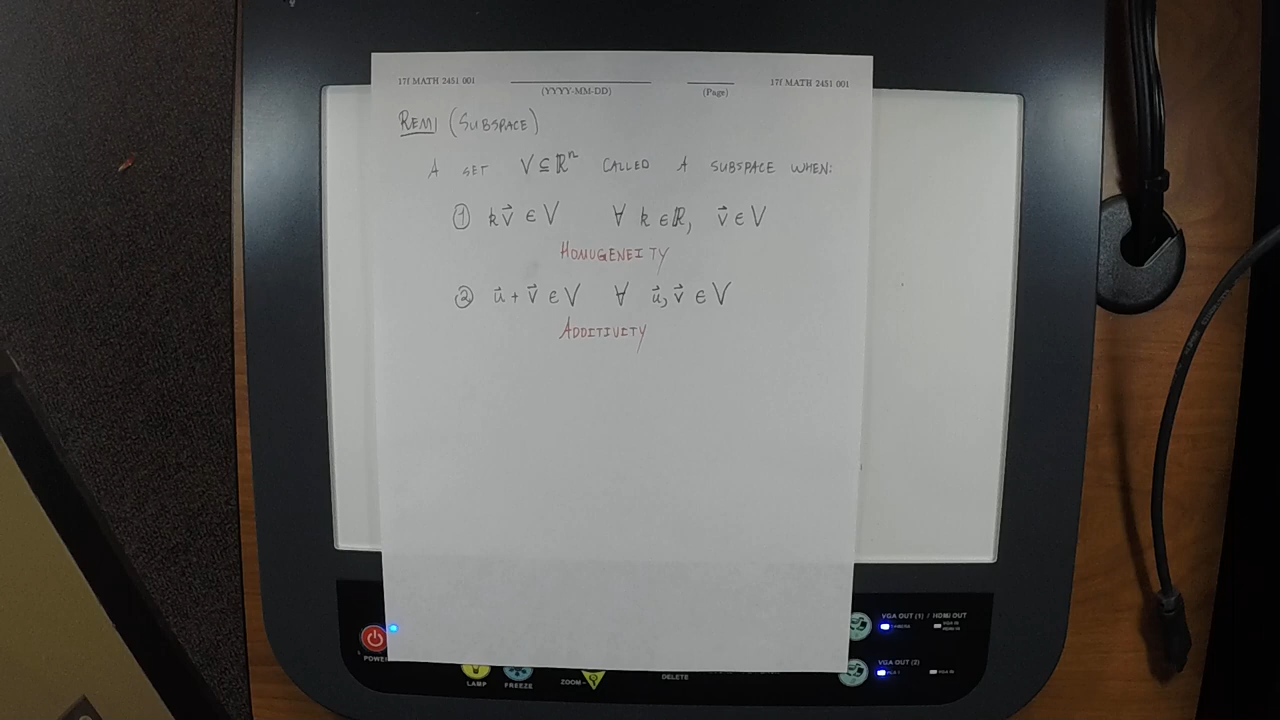 17f MATH 2451 001
(YYYY-MM-DD)
(Page)
17f MATH 2451 001
REMI (SUBSPACE)
A SET V ⊆ ℝⁿ CALLED A SUBSPACE WHEN:
① kv⃗ ∈ V ∀ k ∈ ℝ, v⃗ ∈ V
HOMOGENEITY
② u⃗ + v⃗ ∈ V ∀ u⃗, v⃗ ∈ V
ADDITIVITY
VGA OUT (1) / HDMI OUT
VGA OUT (2)
POWER
LAMP
FREEZE
ZOOM-
DELETE